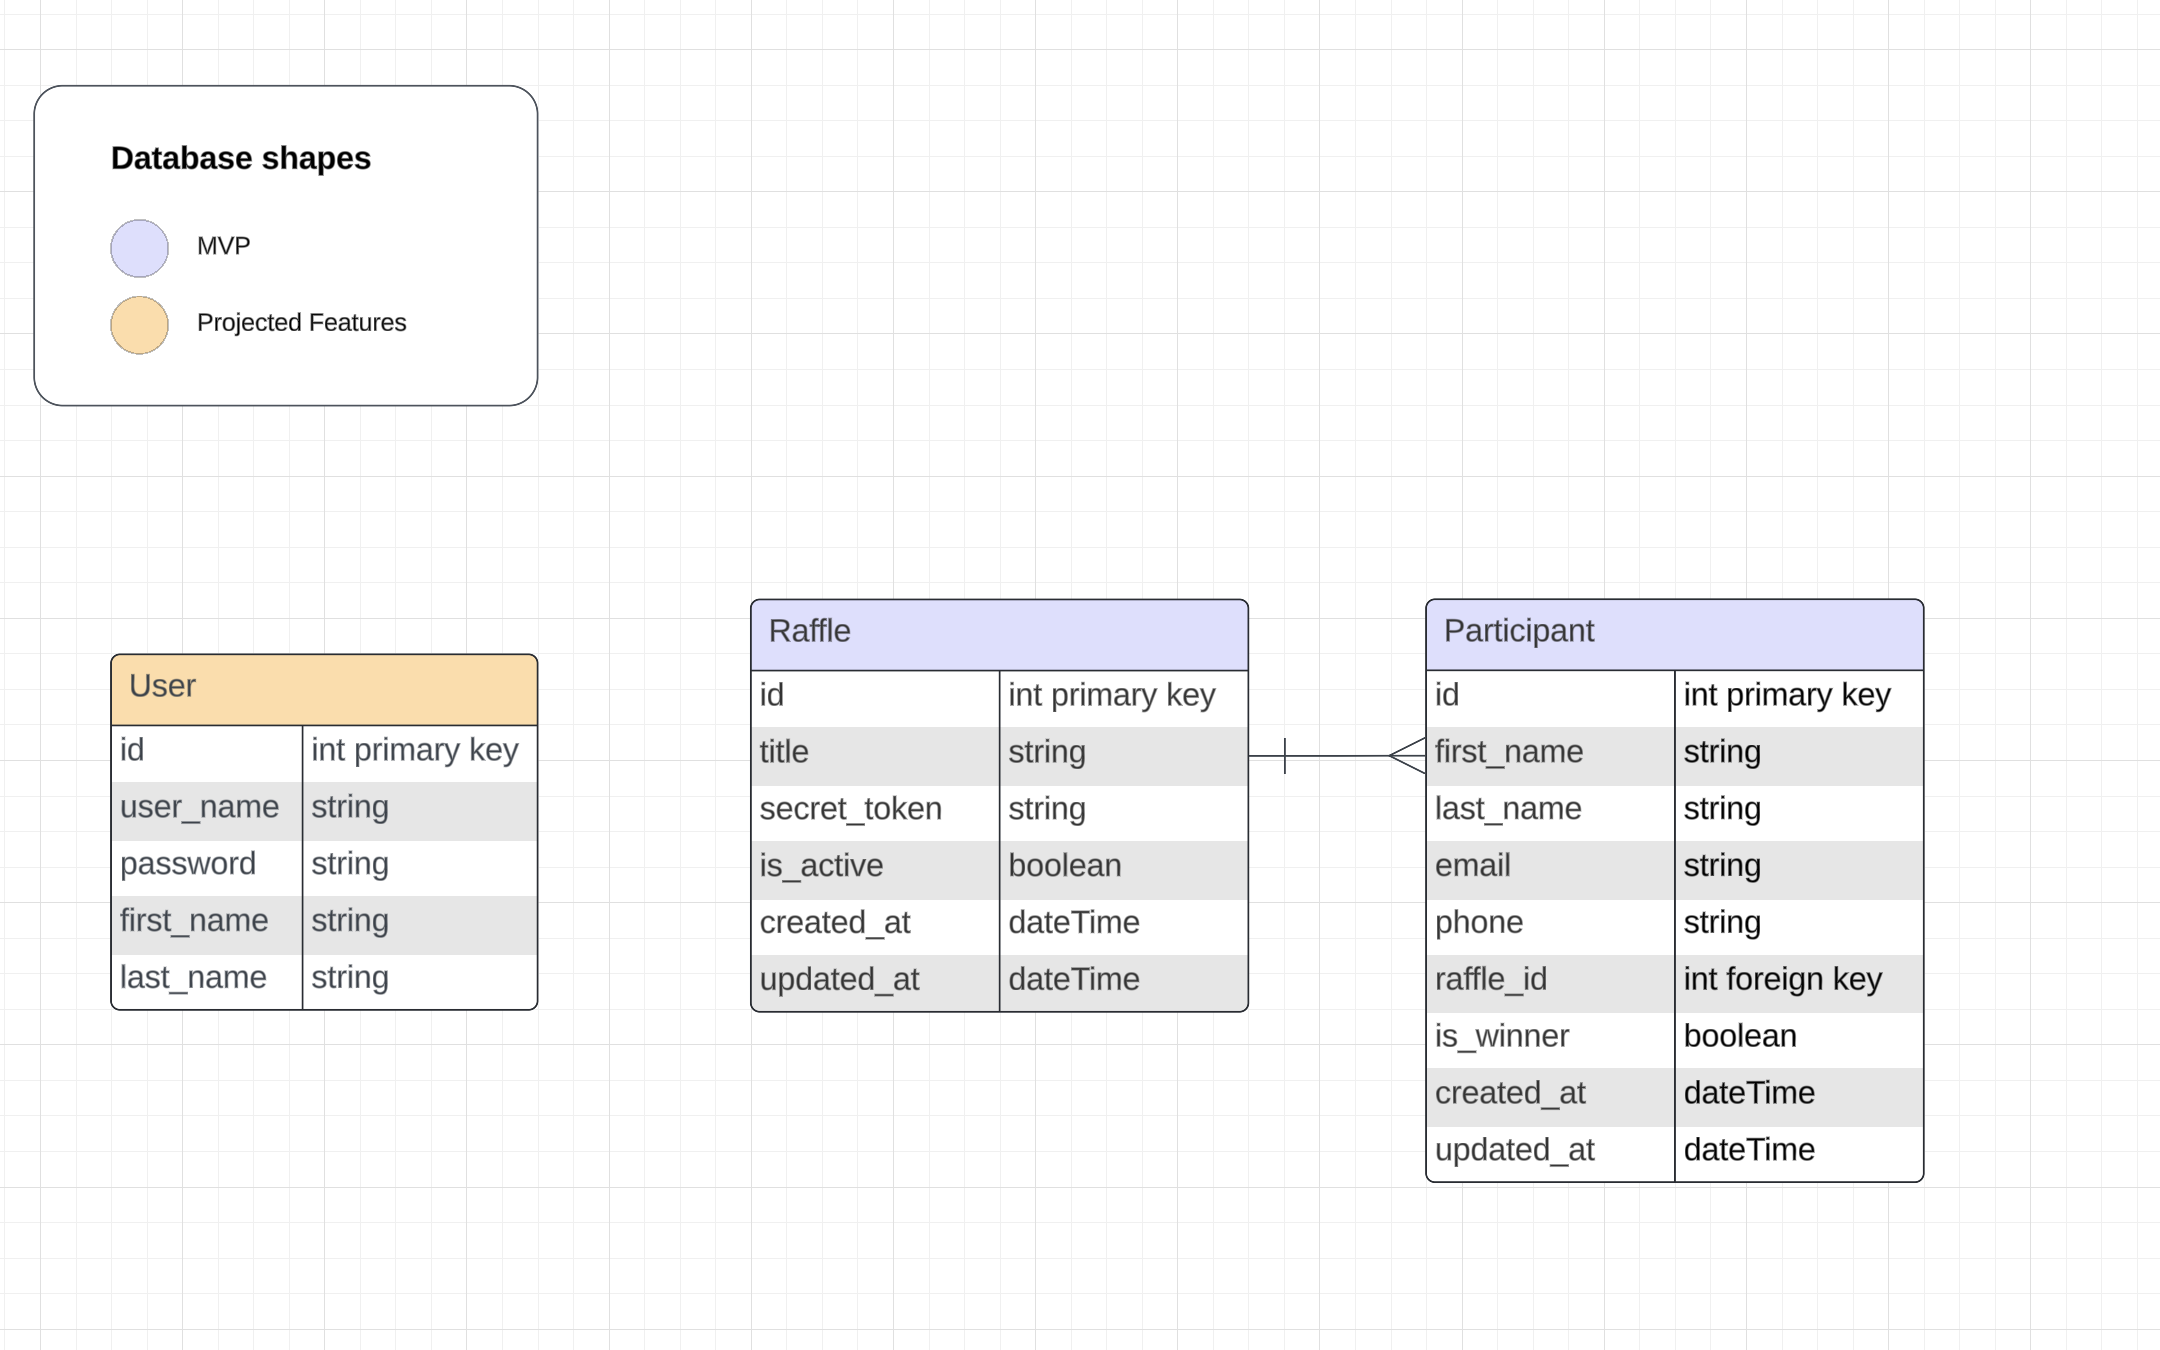 Database shapes
MVP
Projected Features
User
id int primary key
user_name string
password string
first_name string
last_name string
Raffle
id int primary key
title string
secret_token string
is_active boolean
created_at dateTime
updated_at dateTime
Participant
id int primary key
first_name string
last_name string
email string
phone string
raffle_id int foreign key
is_winner boolean
created_at dateTime
updated_at dateTime